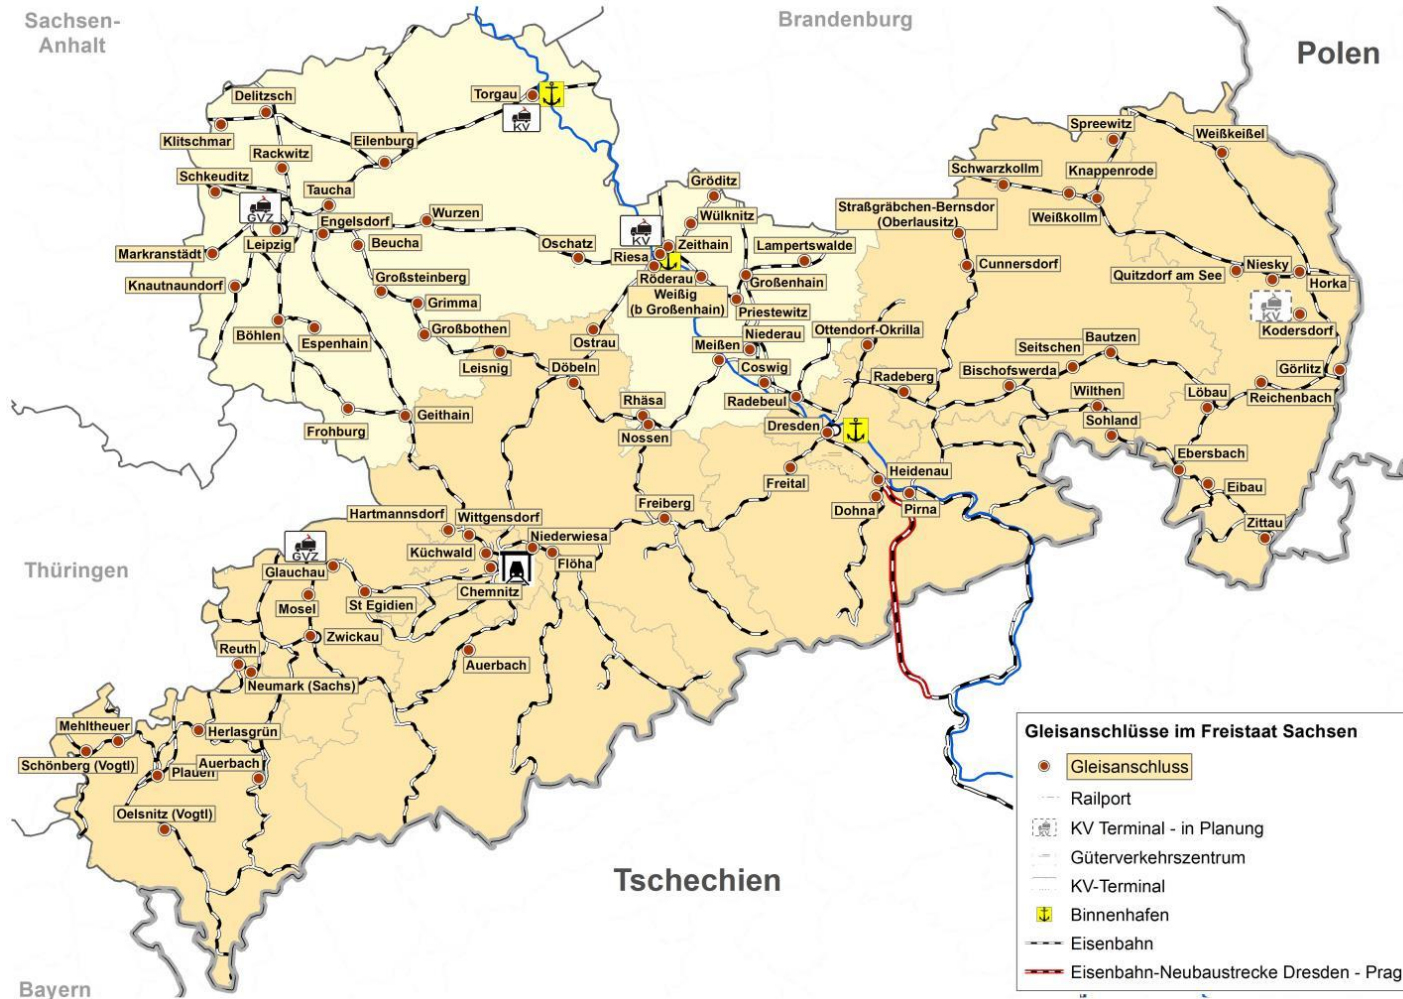 Sachsen-
Anhalt
Brandenburg
Polen
Torgau
KV
Delitzsch
Klitschmar
Eilenburg
Rackwitz
Schkeuditz
Taucha
GVZ
Engelsdorf
Wurzen
Leipzig
Beucha
Markranstädt
Knautnaundorf
Großsteinberg
Grimma
Böhlen
Espenhain
Großbothen
Leisnig
Frohburg
Geithain
Oschatz
Gröditz
Wülknitz
KV
Zeithain
Riesa
Röderau
Weißig
(b Großenhain)
Lampertswalde
Großenhain
Priestewitz
Ostrau
Döbeln
Niederau
Meißen
Coswig
Ottendorf-Okrilla
Rhäsa
Nossen
Radebeul
Dresden
Radeberg
Spreewitz
Weißkeißel
Schwarzkollm
Knappenrode
Weißkollm
Straßgräbchen-Bernsdor
(Oberlausitz)
Cunnersdorf
Niesky
Quitzdorf am See
Horka
KV
Kodersdorf
Bautzen
Seitschen
Bischofswerda
Görlitz
Reichenbach
Löbau
Wilthen
Sohland
Ebersbach
Eibau
Zittau
Freital
Heidenau
Dohna
Pirna
Freiberg
Hartmannsdorf
Wittgensdorf
Niederwiesa
Küchwald
Flöha
Chemnitz
Thüringen
GVZ
Glauchau
St Egidien
Mosel
Zwickau
Reuth
Neumark (Sachs)
Auerbach
Mehltheuer
Herlasgrün
Schönberg (Vogtl)
Plauen
Auerbach
Oelsnitz (Vogtl)
Tschechien
Bayern
Gleisanschlüsse im Freistaat Sachsen
Gleisanschluss
Railport
KV Terminal - in Planung
Güterverkehrszentrum
KV-Terminal
Binnenhafen
Eisenbahn
Eisenbahn-Neubaustrecke Dresden - Prag